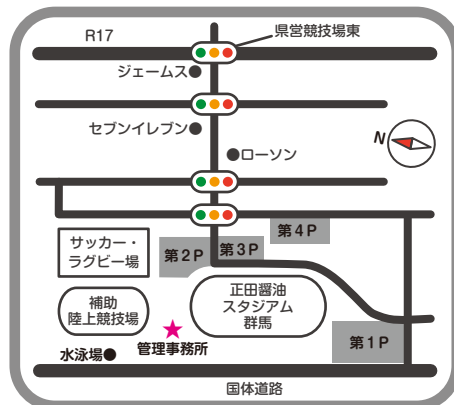 R17
県営競技場東
ジェームス
セブンイレブン
ローソン
N
第4P
サッカー・
ラグビー場
第2P
第3P
正田醤油
スタジアム
群馬
補助
陸上競技場
管理事務所
水泳場
第1P
国体道路